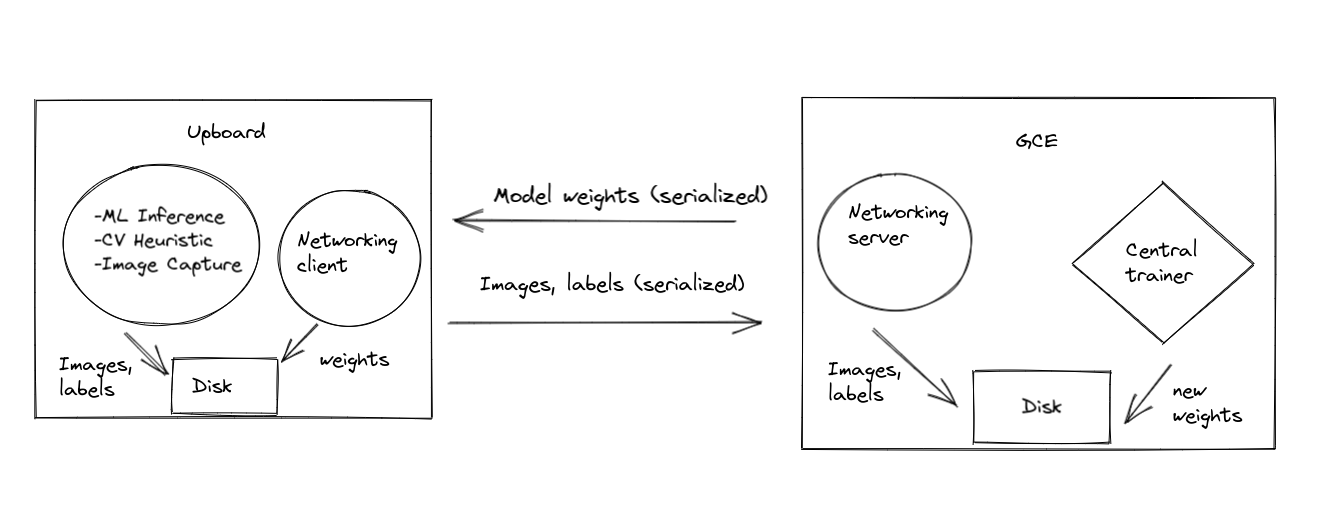 Upboard
-ML Inference
-CV Heuristic
-Image Capture
Networking
client
Images,
labels
Disk
weights
Model weights (serialized)
Images, labels (serialized)
GCE
Networking
server
Central
trainer
Images,
labels
Disk
new
weights